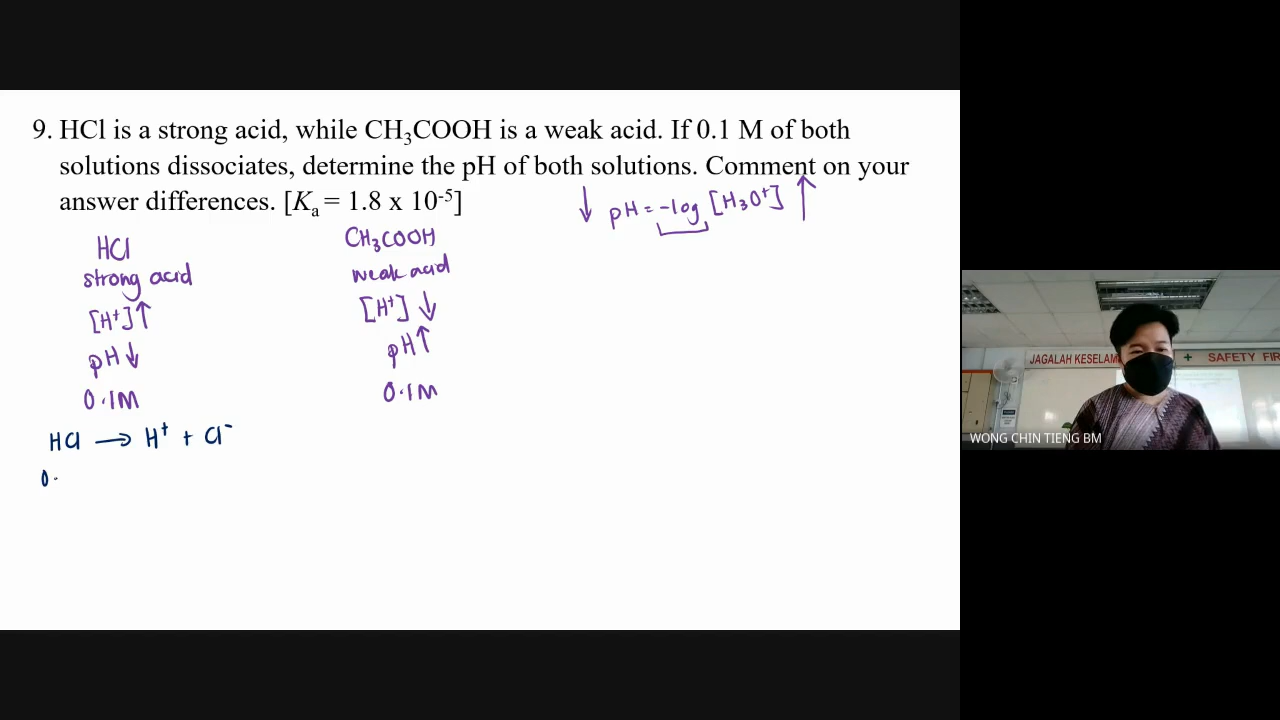 9. HCl is a strong acid, while CH₃COOH is a weak acid. If 0.1 M of both
solutions dissociates, determine the pH of both solutions. Comment on your
answer differences. [Kₐ = 1.8 x 10⁻⁵]
↓ pH = -log [H₃O⁺] ↑
HCl
strong acid
[H⁺]↑
pH↓
0.1M
HCl → H⁺ + Cl⁻
0.
CH₃COOH
weak acid
[H⁺]↓
pH↑
0.1M
JAGALAH KESELAM
+ SAFETY FIR
WONG CHIN TIENG BM